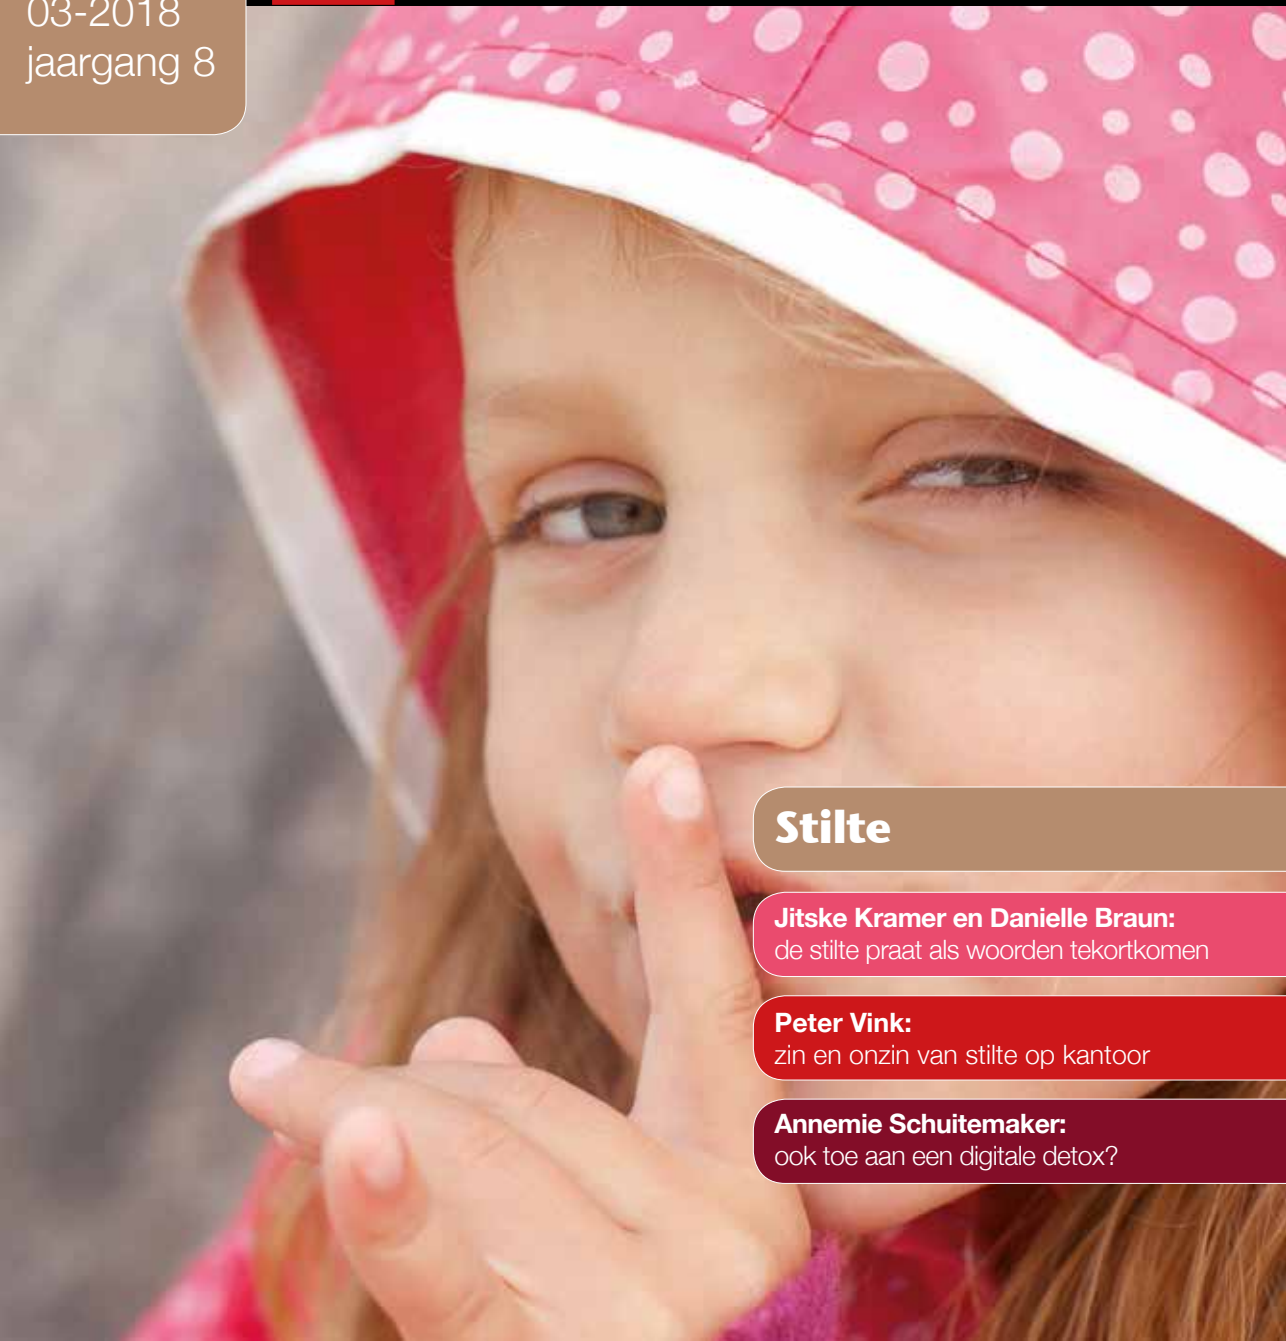 03-2018
jaargang 8
Stilte
Jitske Kramer en Danielle Braun:
de stilte praat als woorden tekortkomen
Peter Vink:
zin en onzin van stilte op kantoor
Annemie Schuitemaker:
ook toe aan een digitale detox?